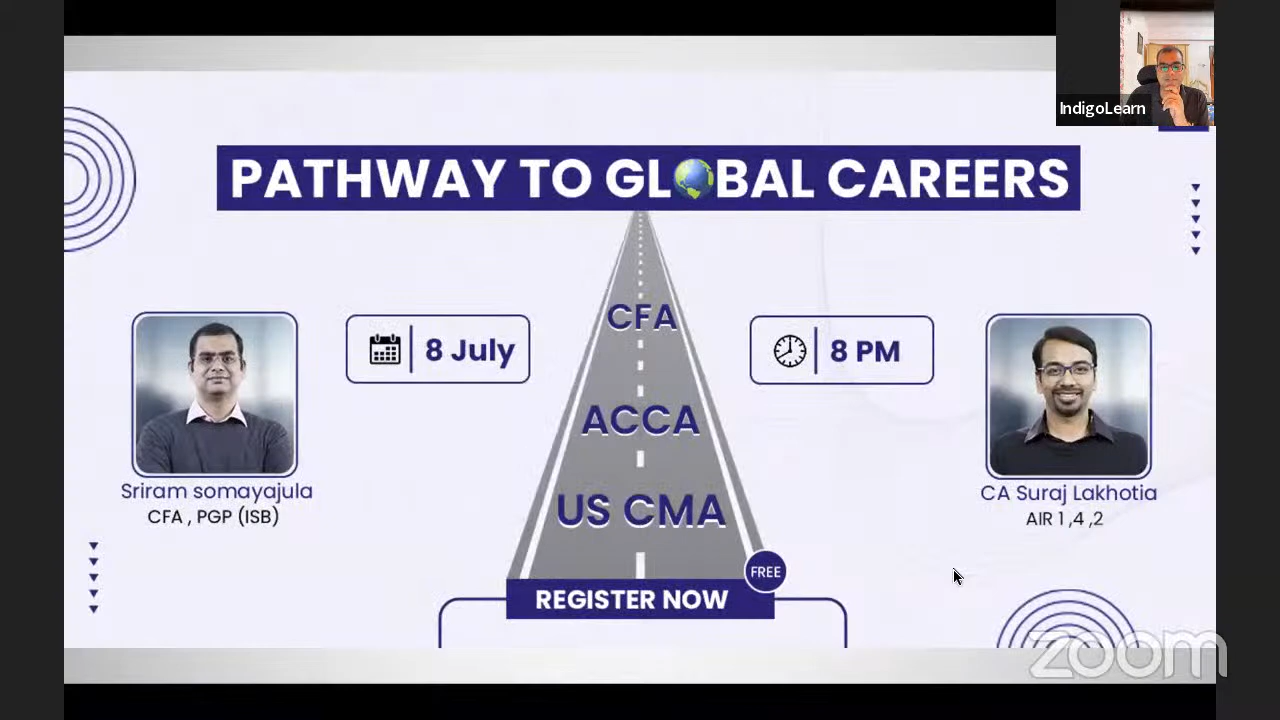 IndigoLearn
PATHWAY TO GLOBAL CAREERS
8 July
8 PM
CFA
ACCA
US CMA
Sriram somayajula
CFA , PGP (ISB)
CA Suraj Lakhotia
AIR 1 ,4 ,2
FREE
REGISTER NOW
zoom